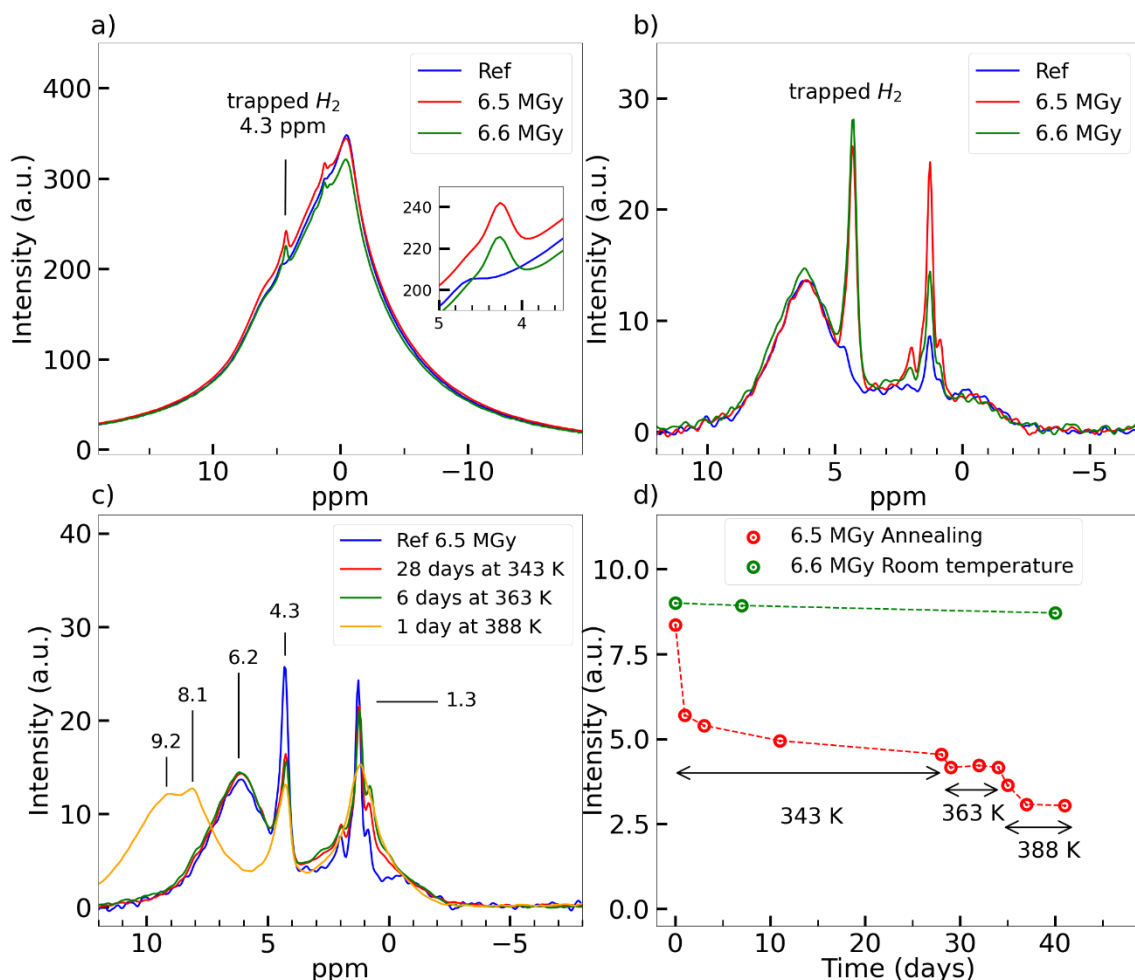 a)
Ref
6.5 MGy
6.6 MGy
trapped H2
4.3 ppm
400
300
200
100
0
Intensity (a.u.)
240
220
200
5
4
10
0
−10
ppm
b)
Ref
6.5 MGy
6.6 MGy
trapped H2
30
20
10
0
Intensity (a.u.)
10
5
0
−5
ppm
c)
Ref 6.5 MGy
28 days at 343 K
6 days at 363 K
1 day at 388 K
4.3
6.2
8.1
9.2
1.3
40
30
20
10
0
Intensity (a.u.)
10
5
0
−5
ppm
d)
6.5 MGy Annealing
6.6 MGy Room temperature
10.0
7.5
5.0
2.5
0.0
Intensity (a.u.)
343 K
363 K
388 K
0
10
20
30
40
Time (days)